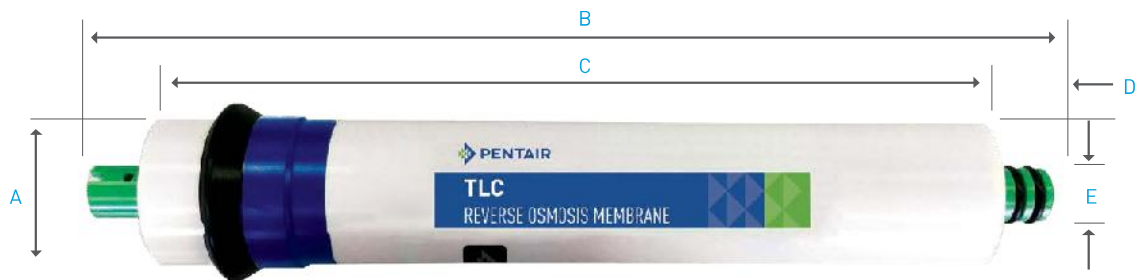 B
C
D
A
PENTAIR
TLC
E
REVERSE OSMOSIS MEMBRANE